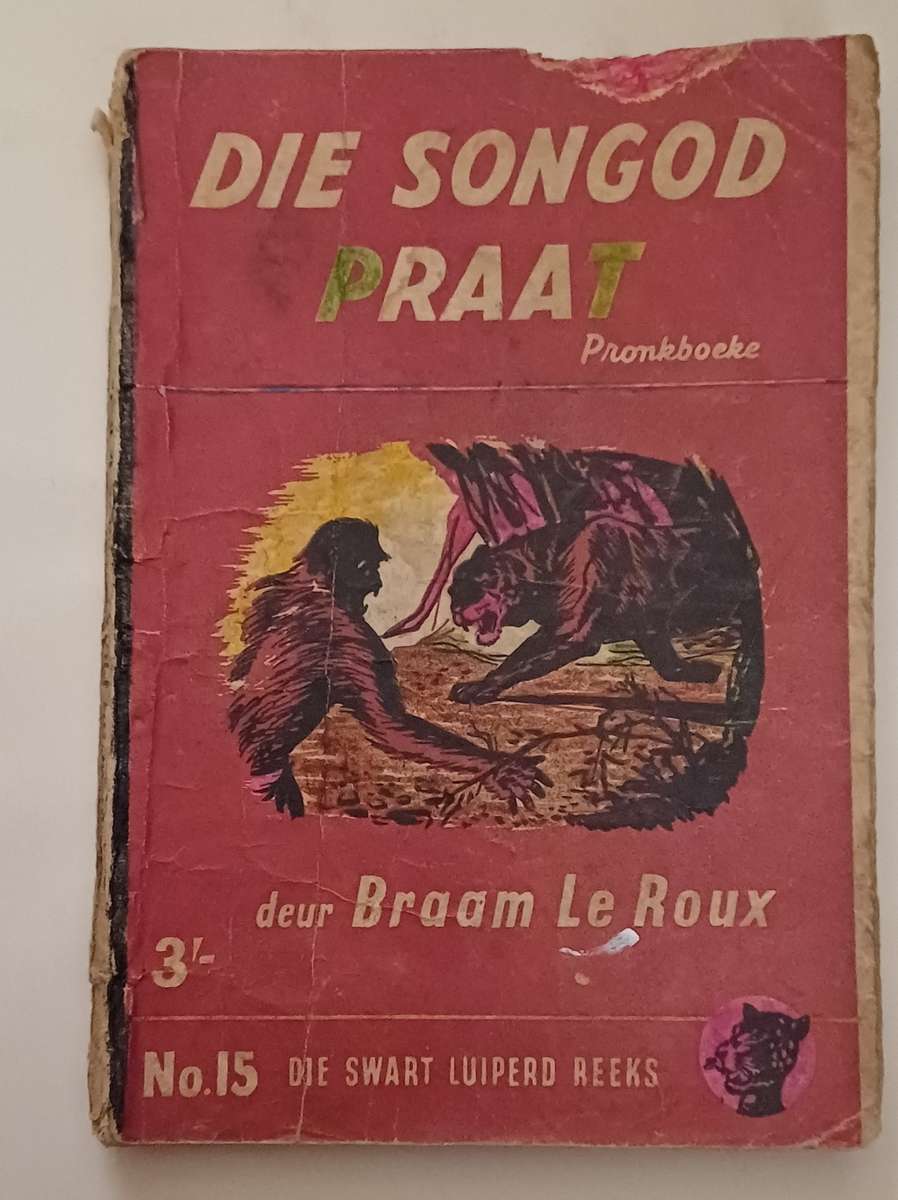 DIE SONGOD
PRAAT
Pronkboeke
deur Braam Le Roux
3/-
No. 15 DIE SWART LUIPERD REEKS